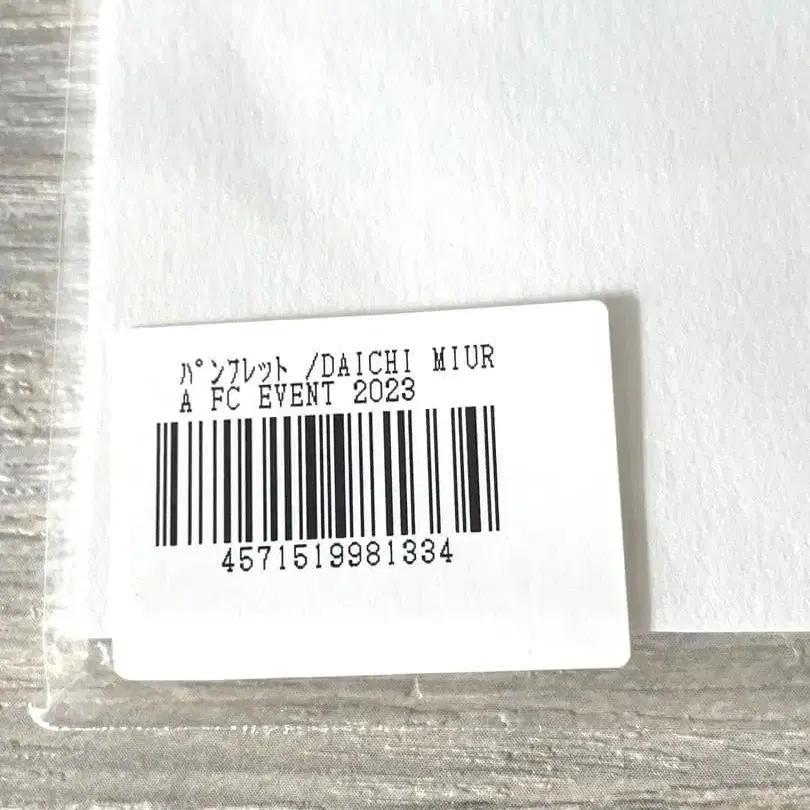 ﾊﾟﾝﾌﾚｯﾄ /DAICHI MIUR
A FC EVENT 2023
4571519981334